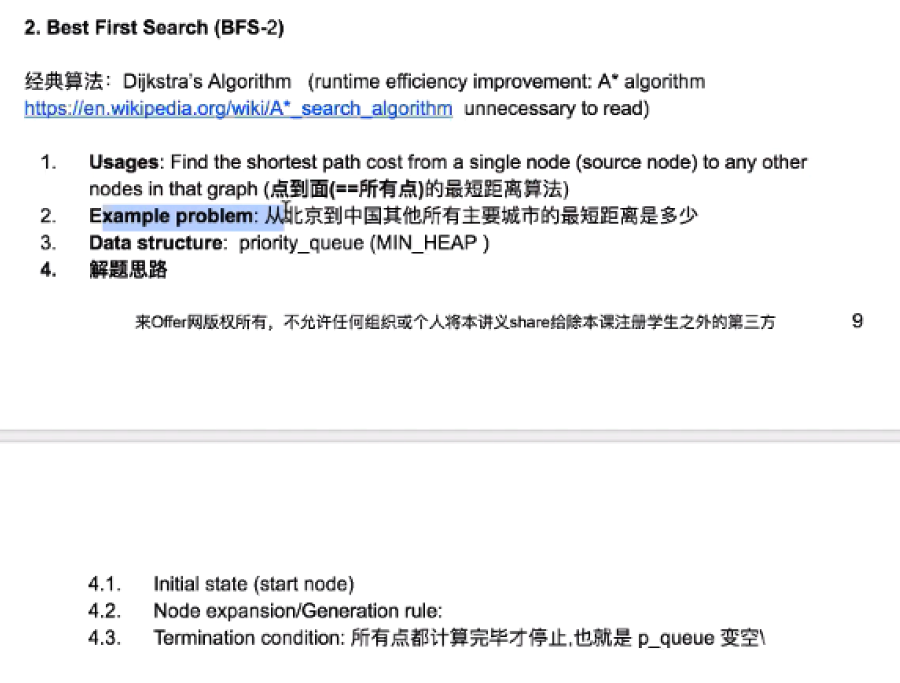 2. Best First Search (BFS-2)
经典算法：Dijkstra's Algorithm (runtime efficiency improvement: A* algorithm
https://en.wikipedia.org/wiki/A*_search_algorithm unnecessary to read)
1. Usages: Find the shortest path cost from a single node (source node) to any other
nodes in that graph (点到面(==所有点)的最短距离算法)
2. Example problem: 从北京到中国其他所有主要城市的最短距离是多少
3. Data structure: priority_queue (MIN_HEAP )
4. 解题思路
来Offer网版权所有，不允许任何组织或个人将本讲义share给除本课注册学生之外的第三方 9
4.1. Initial state (start node)
4.2. Node expansion/Generation rule:
4.3. Termination condition: 所有点都计算完毕才停止,也就是 p_queue 变空\